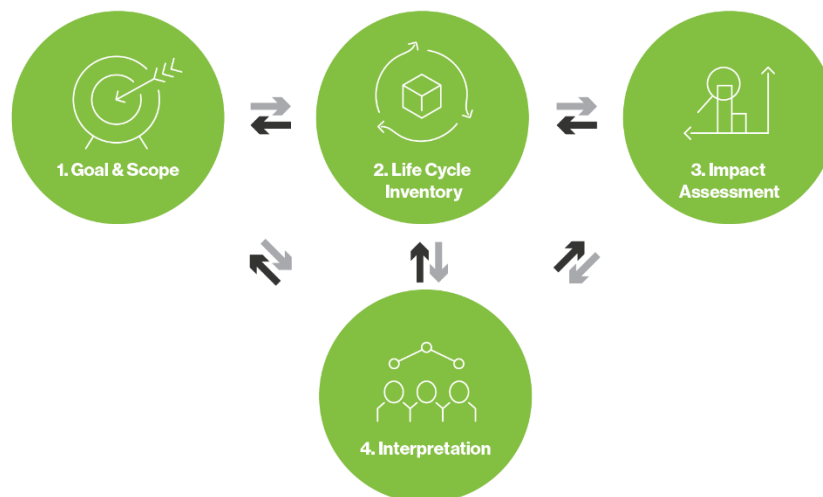 1. Goal & Scope
2. Life Cycle
Inventory
3. Impact
Assessment
4. Interpretation